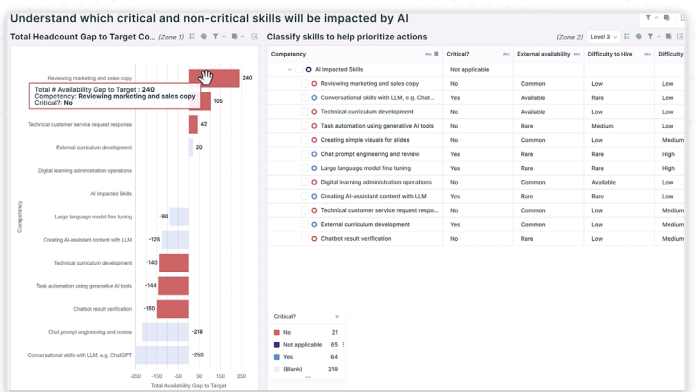 Understand which critical and non-critical skills will be impacted by AI
Total Headcount Gap to Target Co... (Zone 1)
Reviewing marketing and sales copy
240
Total # Availability Gap to Target : 240
Competency: Reviewing marketing and sales copy
Critical?: No
105
Technical customer service request response
42
External curriculum development
20
Digital learning administration operations
AI Impacted Skills
Large language model fine tuning
-90
Creating AI-assistant content with LLM
-125
Technical curriculum development
-140
Task automation using generative AI tools
-144
Chatbot result verification
-150
Chat prompt engineering and review
-218
Conversational skills with LLM, e.g. ChatGPT
-250
Competency
-250 -150 -50 50 150 250
Total Availability Gap to Target
Classify skills to help prioritize actions
(Zone 2) Level 3
Competency Abc Critical? Abc External availability Abc Difficulty to Hire Abc Difficulty
AI Impacted Skills Not applicable
Reviewing marketing and sales copy No Common Low Low
Conversational skills with LLM, e.g. Chat... Yes Available Rare Low
Technical curriculum development No Available Low Low
Task automation using generative AI tools No Rare Medium Low
Creating simple visuals for slides No Common Low Medium
Chat prompt engineering and review Yes Rare Rare High
Large language model fine tuning Yes Rare Rare High
Digital learning administration operations No Common Available Low
Creating AI-assistant content with LLM Yes Rare Rare Low
Technical customer service request respo... No Common Low Medium
External curriculum development Yes Common Low Medium
Chatbot result verification No Rare Low Medium
Critical? ×
No 21
Not applicable 65
Yes 64
(Blank) 219